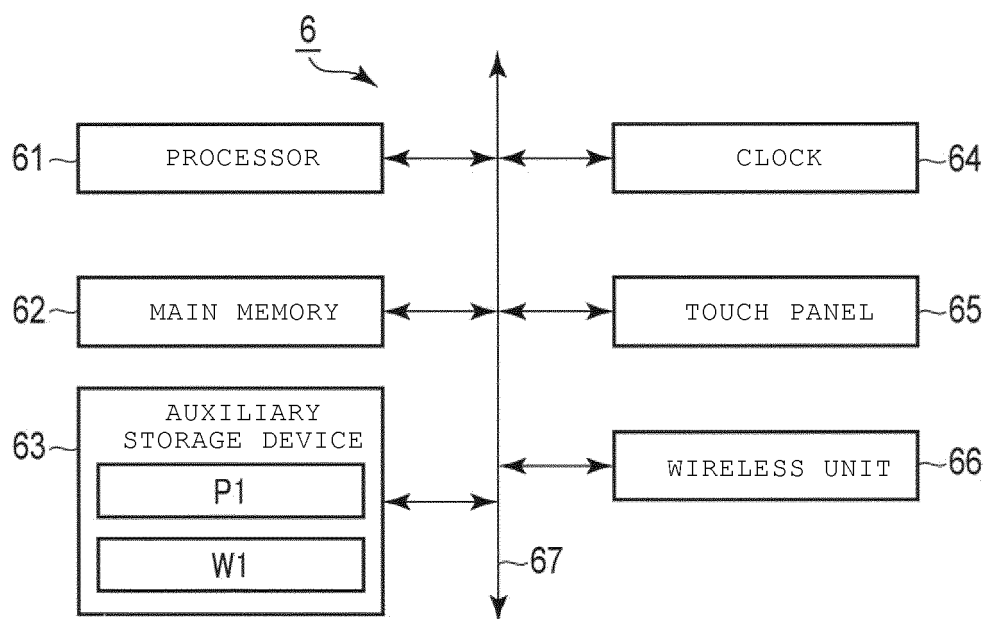 6
61
PROCESSOR
CLOCK
64
62
MAIN MEMORY
TOUCH PANEL
65
63
AUXILIARY
STORAGE DEVICE
P1
W1
WIRELESS UNIT
66
67